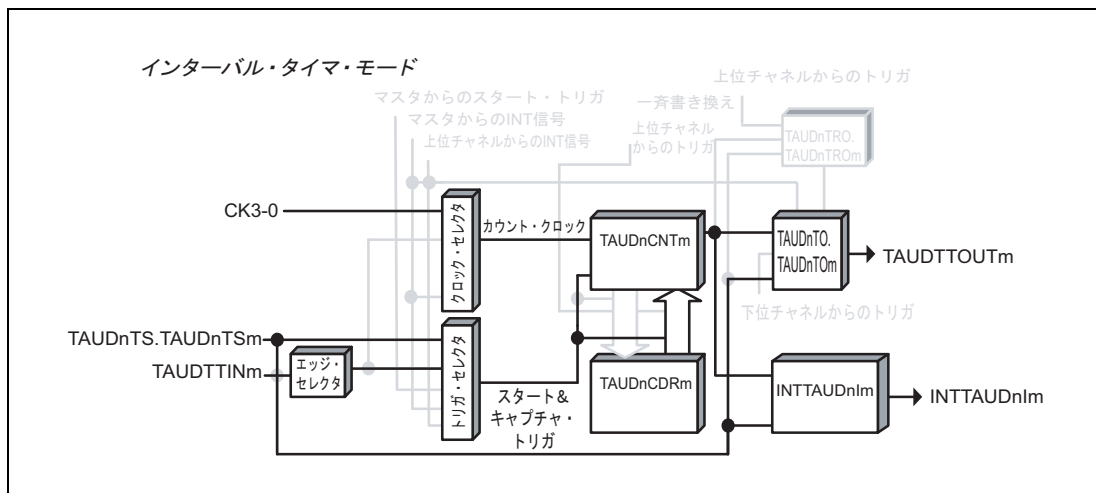 インターバル・タイマ・モード
上位チャネルからのトリガ
マスタからのスタート・トリガ
一斉書き換え
マスタからのINT信号
上位チャネル
からのトリガ
上位チャネルからのINT信号
TAUDnTRO.
TAUDnTROm
CK3-0
クロック・セレクタ
カウント・クロック
TAUDnCNTm
TAUDnTO.
TAUDnTOm
TAUDTTOUTm
下位チャネルからのトリガ
TAUDnTS.TAUDnTSm
TAUDTTINm
エッジ・
セレクタ
トリガ・セレクタ
スタート&
キャプチャ・
トリガ
TAUDnCDRm
INTTAUDnIm
INTTAUDnIm